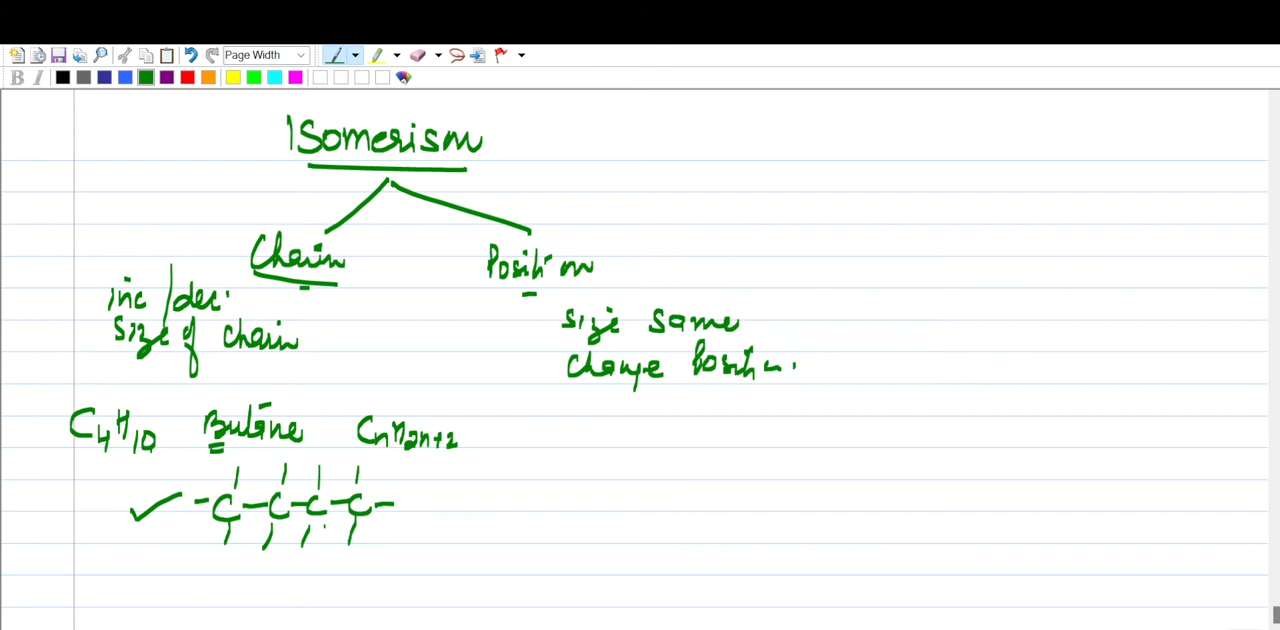 Page Width
B I
Isomerism
Chain Position
inc/dec.
Size of chain
Size same
Change Position.
C4H10 Butane CnH2n+2
-C-C-C-C-